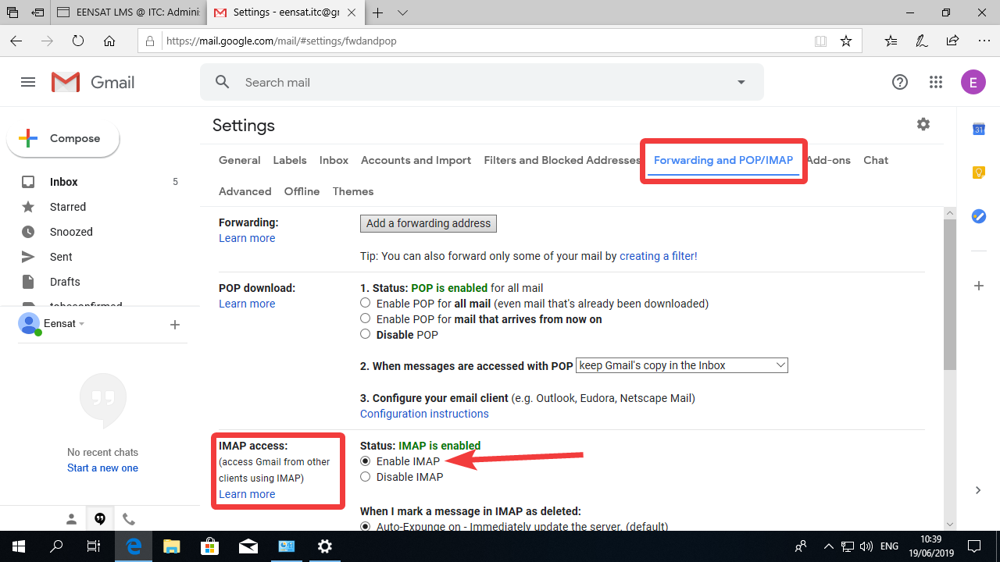 EENSAT LMS @ ITC: Adminis
Settings - eensat.itc@gm
https://mail.google.com/mail/#settings/fwdandpop
Gmail
Search mail
E
Compose
Settings
General Labels Inbox Accounts and Import Filters and Blocked Addresses Forwarding and POP/IMAP Add-ons Chat
Advanced Offline Themes
Inbox 5
Starred
Snoozed
Sent
Drafts
Eensat
No recent chats
Start a new one
Forwarding:
Learn more
Add a forwarding address
Tip: You can also forward only some of your mail by creating a filter!
POP download:
Learn more
1. Status: POP is enabled for all mail
Enable POP for all mail (even mail that's already been downloaded)
Enable POP for mail that arrives from now on
Disable POP
2. When messages are accessed with POP keep Gmail's copy in the Inbox
3. Configure your email client (e.g. Outlook, Eudora, Netscape Mail)
Configuration instructions
IMAP access:
(access Gmail from other
clients using IMAP)
Learn more
Status: IMAP is enabled
Enable IMAP
Disable IMAP
When I mark a message in IMAP as deleted:
Auto-Expunge on - Immediately update the server. (default)
31
ENG
10:39
19/06/2019